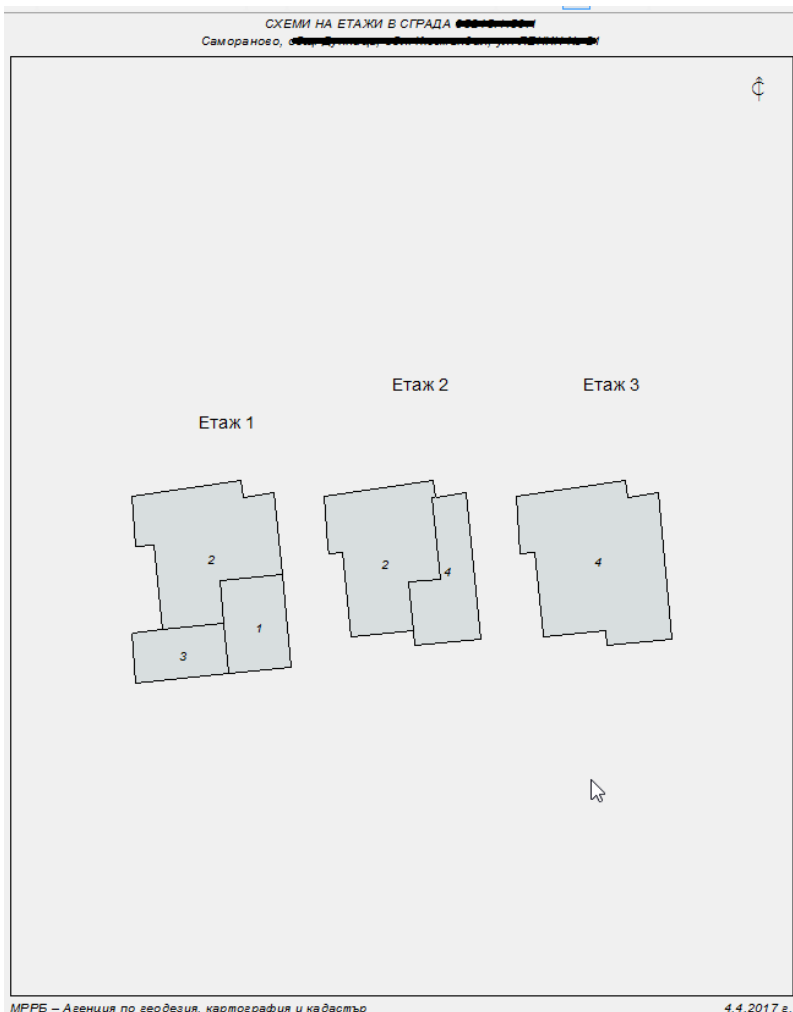 СХЕМИ НА ЕТАЖИ В СГРАДА
Самораново,
Етаж 2
Етаж 3
Етаж 1
2
2
4
4
1
3
МРРБ – Агенция по геодезия, картография и кадастър
4.4.2017 г.